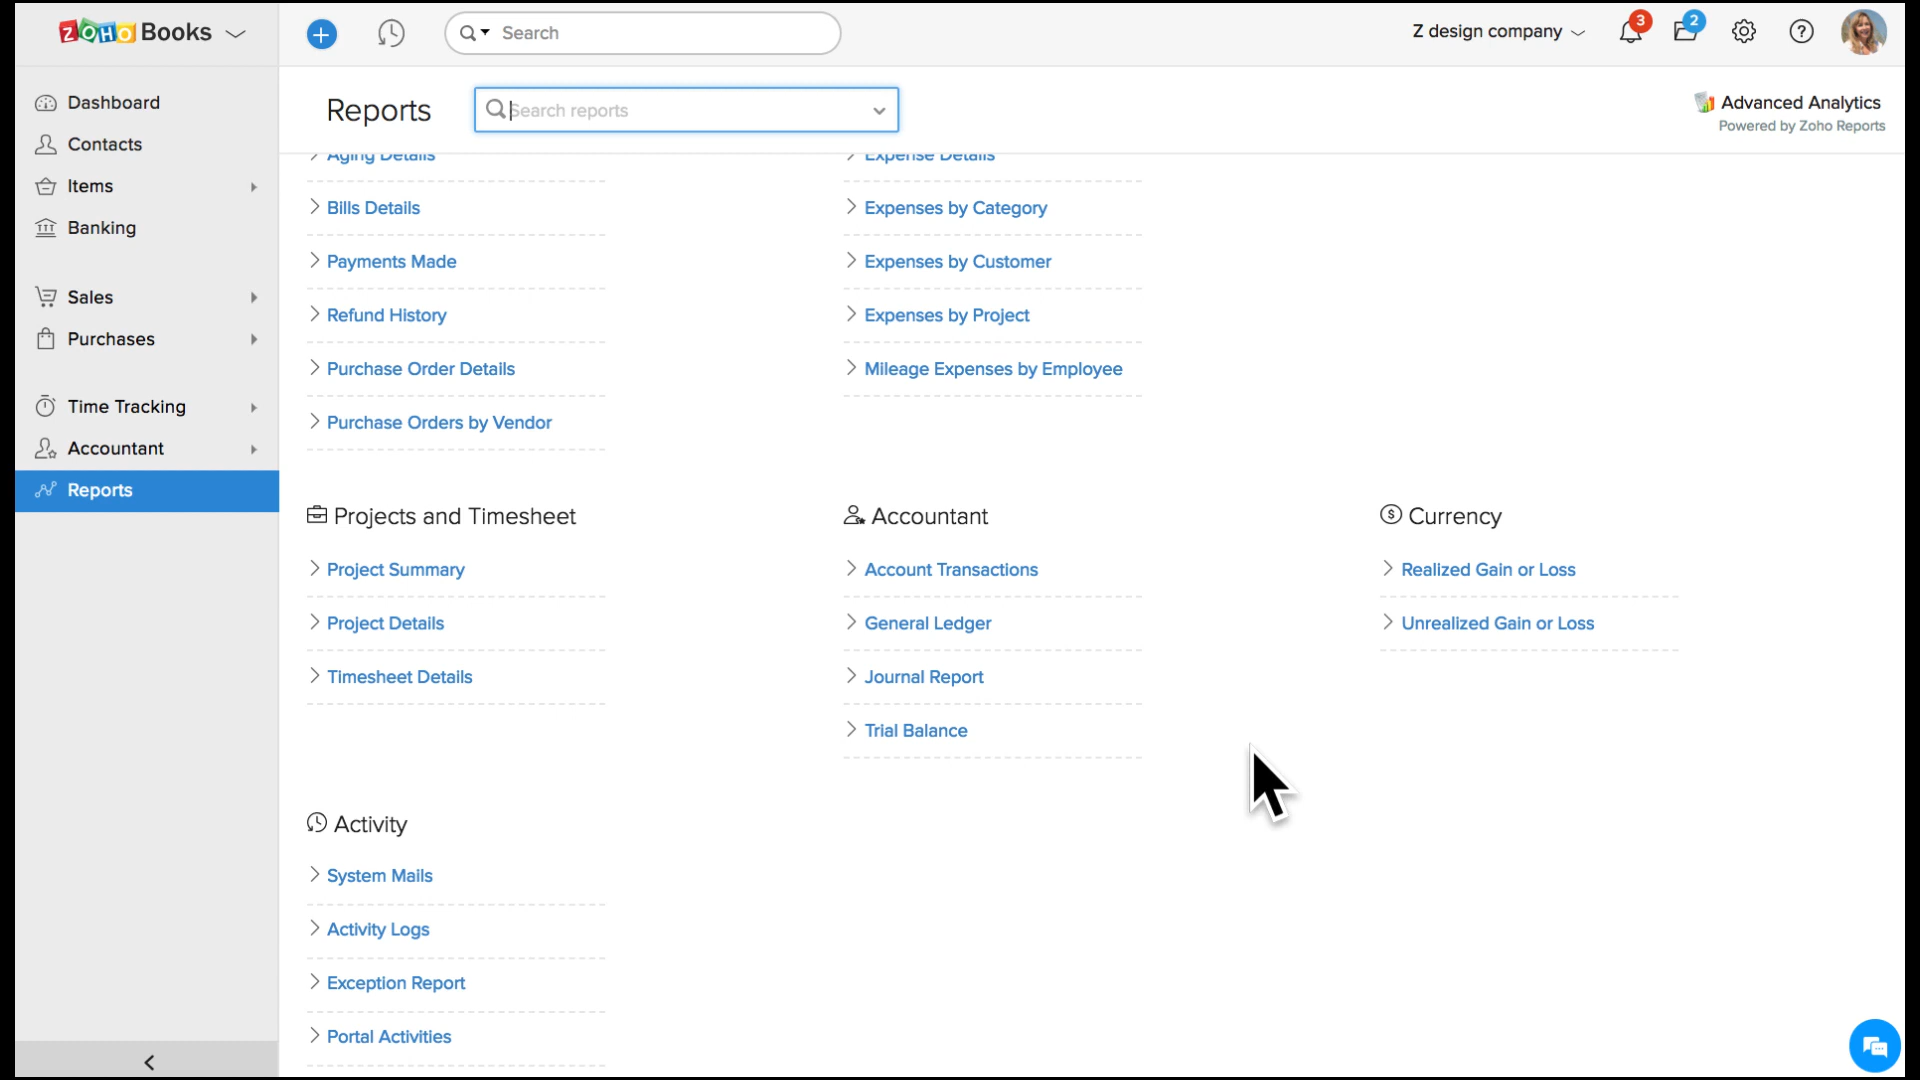 ZOHO Books
Search
Z design company
3
2
Dashboard
Contacts
Items
Banking
Sales
Purchases
Time Tracking
Accountant
Reports
Reports
Search reports
Advanced Analytics
Powered by Zoho Reports
Aging Details
Bills Details
Payments Made
Refund History
Purchase Order Details
Purchase Orders by Vendor
Expense Details
Expenses by Category
Expenses by Customer
Expenses by Project
Mileage Expenses by Employee
Projects and Timesheet
Project Summary
Project Details
Timesheet Details
Accountant
Account Transactions
General Ledger
Journal Report
Trial Balance
Currency
Realized Gain or Loss
Unrealized Gain or Loss
Activity
System Mails
Activity Logs
Exception Report
Portal Activities